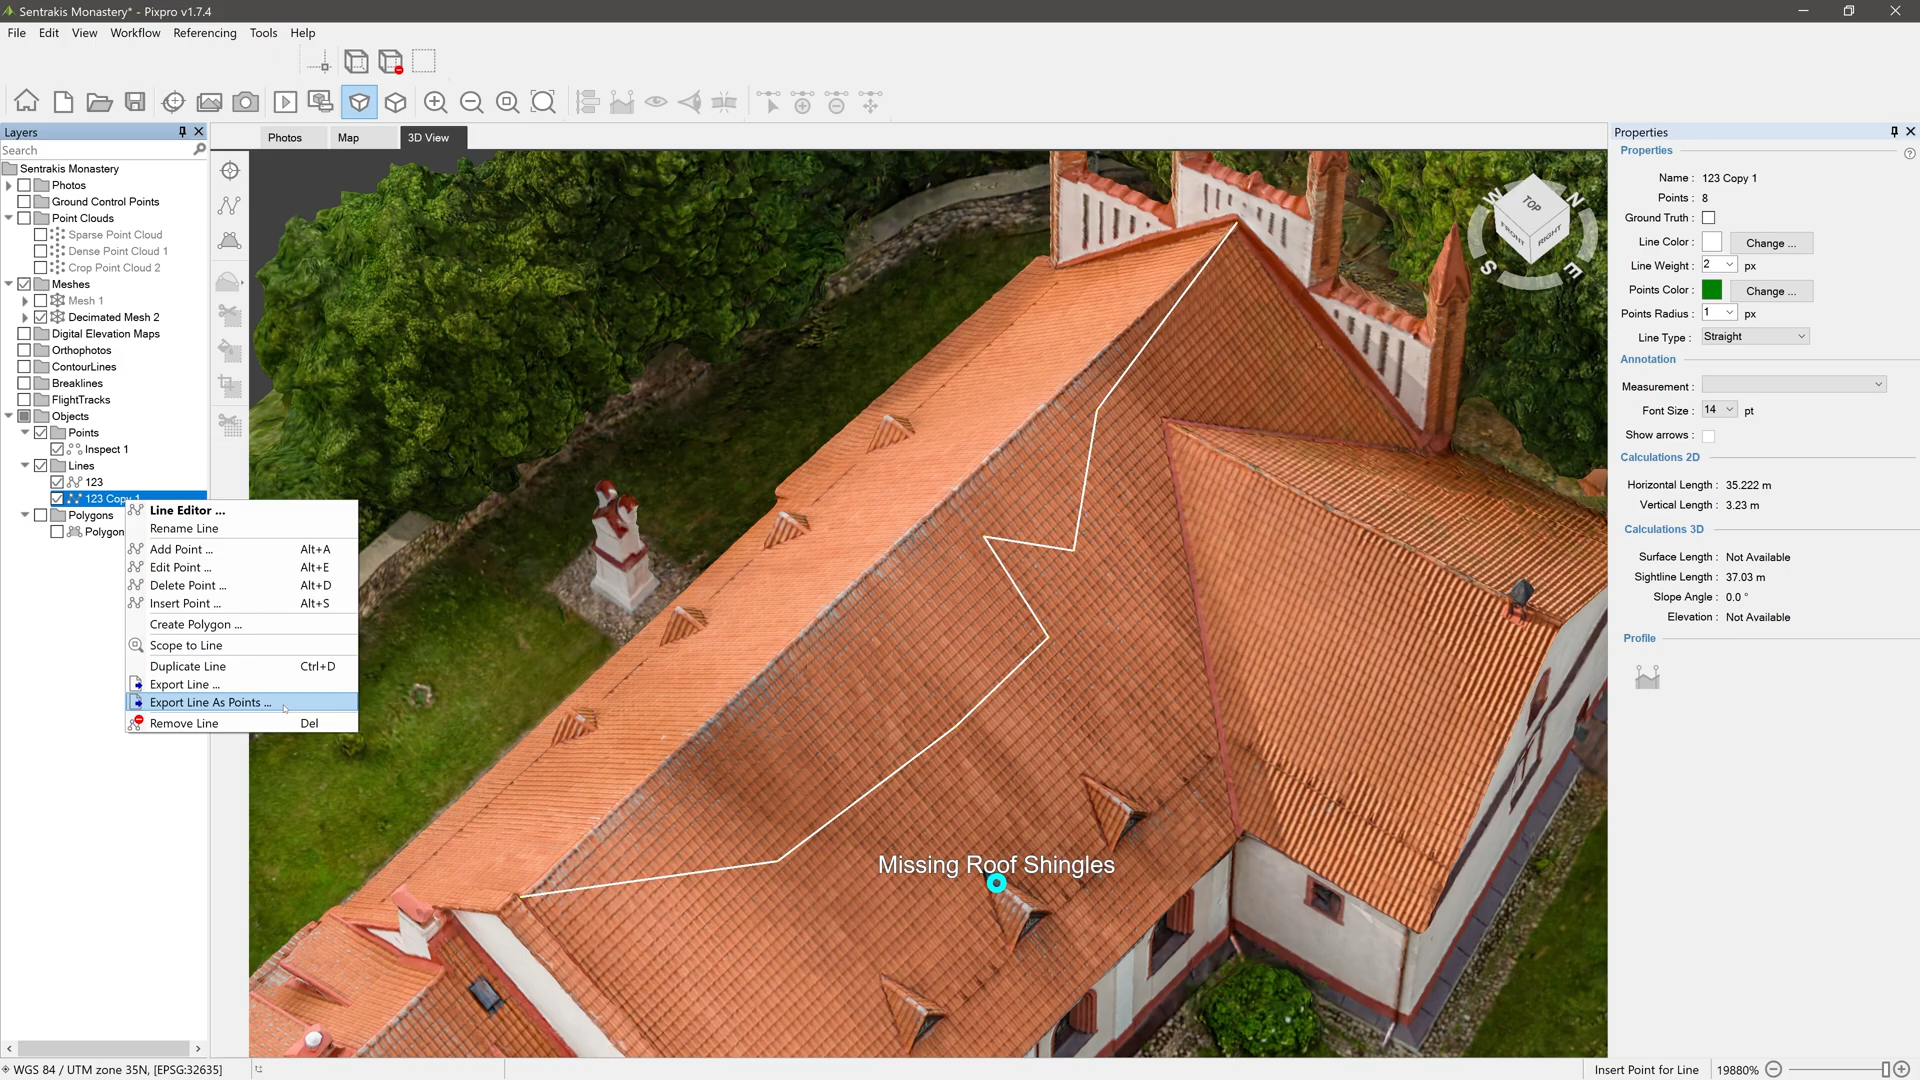 Sentrakis Monastery* - Pixpro v1.7.4
File Edit View Workflow Referencing Tools Help
Layers
Search
Sentrakis Monastery
Photos
Ground Control Points
Point Clouds
Sparse Point Cloud
Dense Point Cloud 1
Crop Point Cloud 2
Meshes
Mesh 1
Decimated Mesh 2
Digital Elevation Maps
Orthophotos
ContourLines
Breaklines
FlightTracks
Objects
Points
Inspect 1
Lines
123
123 Copy 1
Polygons
Polygon
Line Editor ...
Rename Line
Add Point ... Alt+A
Edit Point ... Alt+E
Delete Point ... Alt+D
Insert Point ... Alt+S
Create Polygon ...
Scope to Line
Duplicate Line Ctrl+D
Export Line ...
Export Line As Points ...
Remove Line Del
Photos Map 3D View
N
W
TOP
FRONT RIGHT
S E
Missing Roof Shingles
Properties
Properties
Name : 123 Copy 1
Points : 8
Ground Truth :
Line Color : Change ...
Line Weight : 2 px
Points Color : Change ...
Points Radius : 1 px
Line Type : Straight
Annotation
Measurement :
Font Size : 14 pt
Show arrows :
Calculations 2D
Horizontal Length : 35.222 m
Vertical Length : 3.23 m
Calculations 3D
Surface Length : Not Available
Sightline Length : 37.03 m
Slope Angle : 0.0 °
Elevation : Not Available
Profile
WGS 84 / UTM zone 35N, [EPSG:32635]
Insert Point for Line 19880%